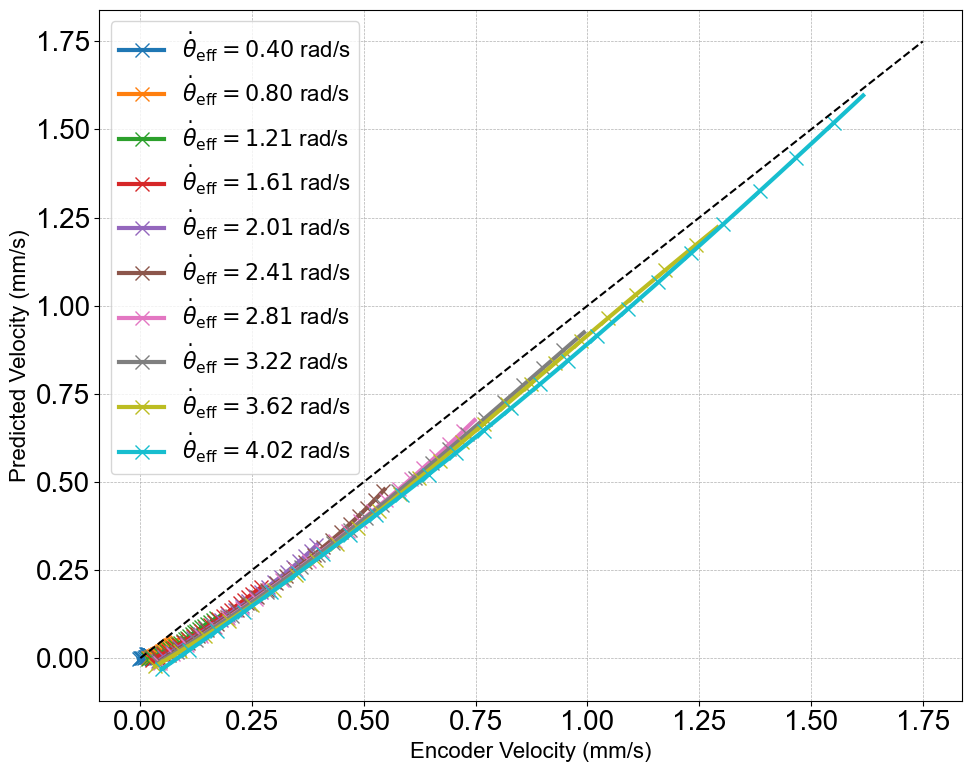 θ̇eff = 0.40 rad/s
θ̇eff = 0.80 rad/s
θ̇eff = 1.21 rad/s
θ̇eff = 1.61 rad/s
θ̇eff = 2.01 rad/s
θ̇eff = 2.41 rad/s
θ̇eff = 2.81 rad/s
θ̇eff = 3.22 rad/s
θ̇eff = 3.62 rad/s
θ̇eff = 4.02 rad/s
Predicted Velocity (mm/s)
1.75
1.50
1.25
1.00
0.75
0.50
0.25
0.00
0.00 0.25 0.50 0.75 1.00 1.25 1.50 1.75
Encoder Velocity (mm/s)